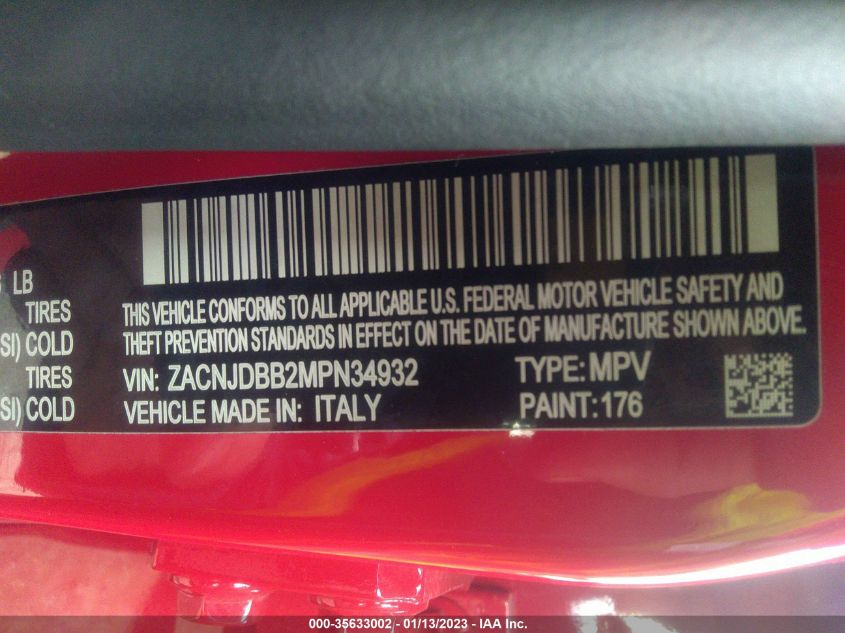 LB
TIRES
SI) COLD
TIRES
SI) COLD
THIS VEHICLE CONFORMS TO ALL APPLICABLE U.S. FEDERAL MOTOR VEHICLE SAFETY AND
THEFT PREVENTION STANDARDS IN EFFECT ON THE DATE OF MANUFACTURE SHOWN ABOVE.
VIN: ZACNJDBB2MPN34932 TYPE: MPV
VEHICLE MADE IN: ITALY PAINT: 176
000-35633002 / 01/13/2023 - IAA Inc.